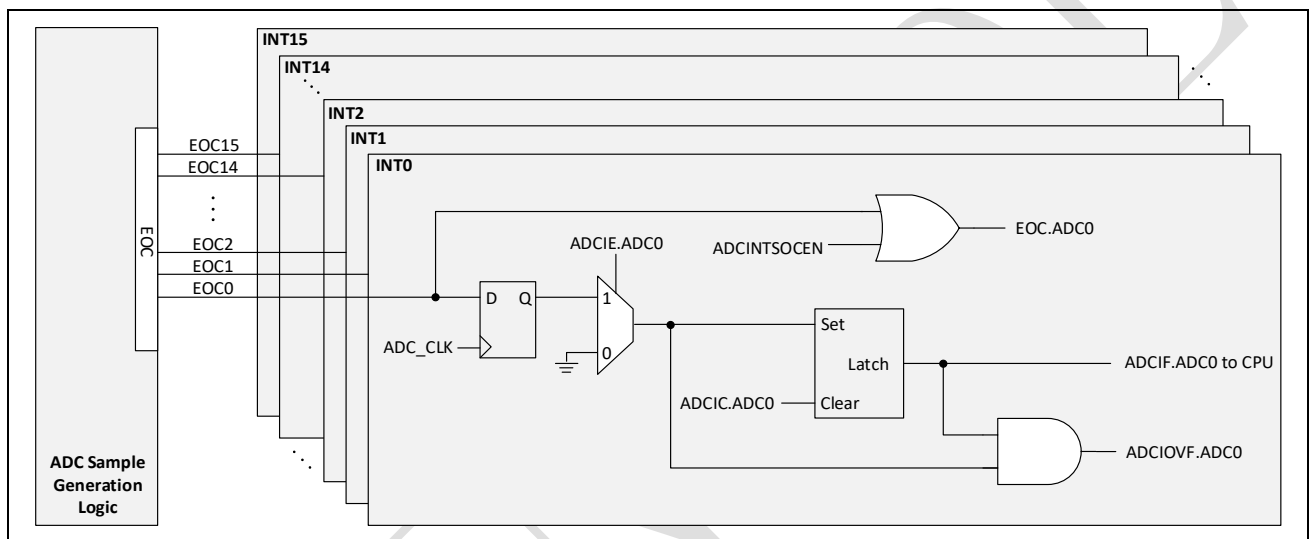 INT15
INT14
INT2
INT1
INT0
EOC15
EOC14
EOC
EOC2
EOC1
EOC0
ADCIE.ADC0
ADCINTSOCEN
EOC.ADC0
D Q
1
0
ADC_CLK
Set
Latch
Clear
ADCIC.ADC0
ADCIF.ADC0 to CPU
ADCIOVF.ADC0
ADC Sample
Generation
Logic